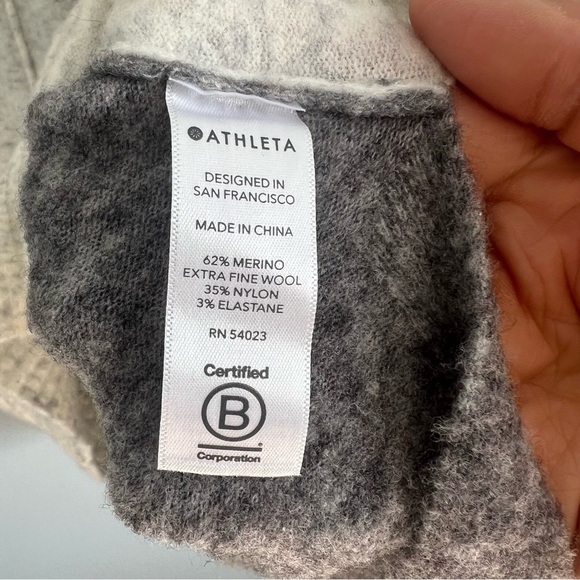 ATHLETA
DESIGNED IN
SAN FRANCISCO
MADE IN CHINA
62% MERINO
EXTRA FINE WOOL
35% NYLON
3% ELASTANE
RN 54023
Certified
B
Corporation